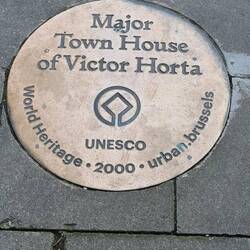 Major
Town House
of Victor Horta
UNESCO
World Heritage • 2000 • urban.brussels